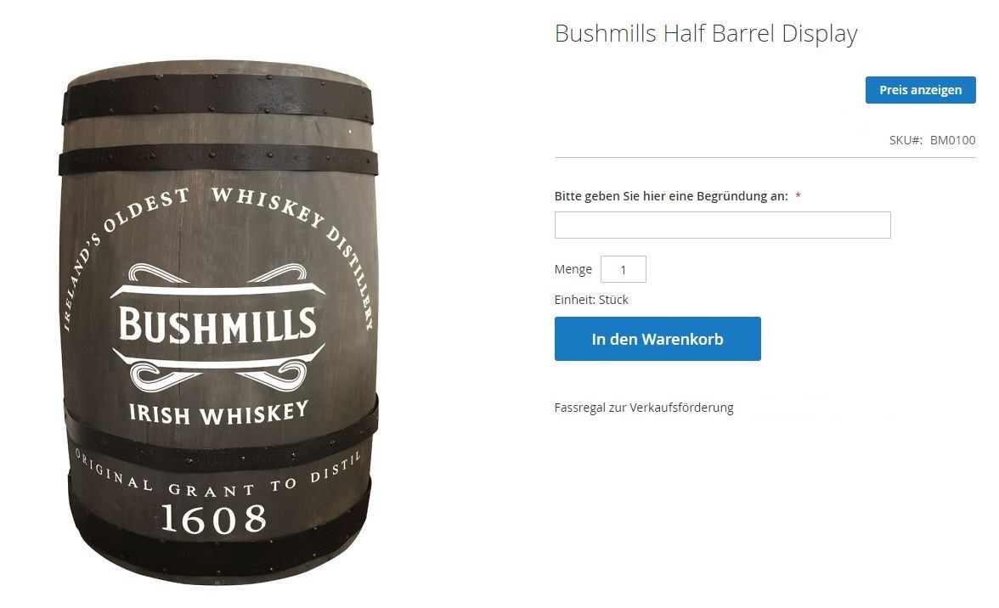 IRELAND'S OLDEST WHISKEY DISTILLERY
BUSHMILLS
IRISH WHISKEY
ORIGINAL GRANT TO DISTIL
1608
Bushmills Half Barrel Display
Preis anzeigen
SKU#: BM0100
Bitte geben Sie hier eine Begründung an: *
Menge 1
Einheit: Stück
In den Warenkorb
Fassregal zur Verkaufsförderung